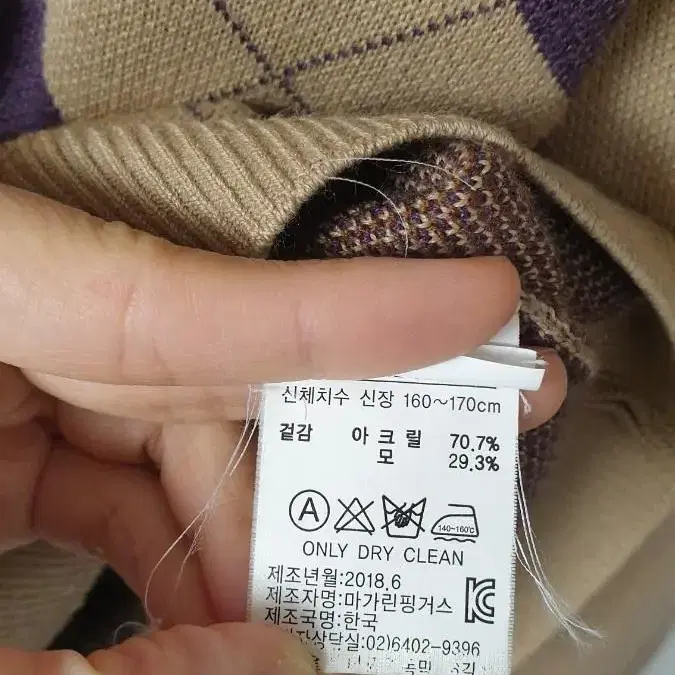 신체치수 신장 160~170cm
겉감 아크릴 70.7%
모 29.3%
A 140~160℃
ONLY DRY CLEAN
제조년월:2018.6
제조자명:마가린핑거스
제조국명:한국
상담실:02)6402-9396